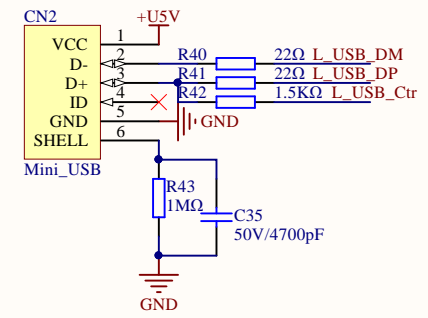 CN2
+U5V
VCC 1
D- 2 R40 22Ω L_USB_DM
D+ 3 R41 22Ω L_USB_DP
ID 4 R42 1.5KΩ L_USB_Ctr
GND 5 GND
SHELL 6
Mini_USB
R43
1MΩ
C35
50V/4700pF
GND